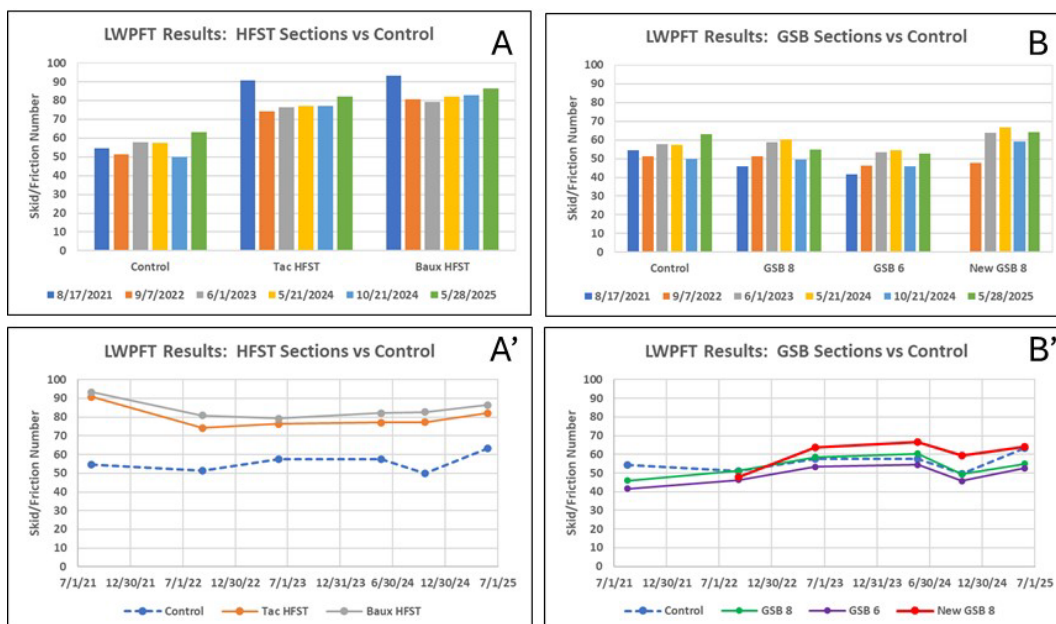 LWPFT Results: HFST Sections vs Control
A
Skid/Friction Number
100
90
80
70
60
50
40
30
20
10
0
Control Tac HFST Baux HFST
8/17/2021 9/7/2022 6/1/2023 5/21/2024 10/21/2024 5/28/2025
LWPFT Results: GSB Sections vs Control
B
Skid/Friction Number
100
90
80
70
60
50
40
30
20
10
0
Control GSB 8 GSB 6 New GSB 8
8/17/2021 9/7/2022 6/1/2023 5/21/2024 10/21/2024 5/28/2025
LWPFT Results: HFST Sections vs Control
A'
Skid/Friction Number
100
90
80
70
60
50
40
30
20
10
0
7/1/21 12/30/21 7/1/22 12/30/22 7/1/23 12/31/23 6/30/24 12/30/24 7/1/25
Control Tac HFST Baux HFST
LWPFT Results: GSB Sections vs Control
B'
Skid/Friction Number
100
90
80
70
60
50
40
30
20
10
0
7/1/21 12/30/21 7/1/22 12/30/22 7/1/23 12/31/23 6/30/24 12/30/24 7/1/25
Control GSB 8 GSB 6 New GSB 8